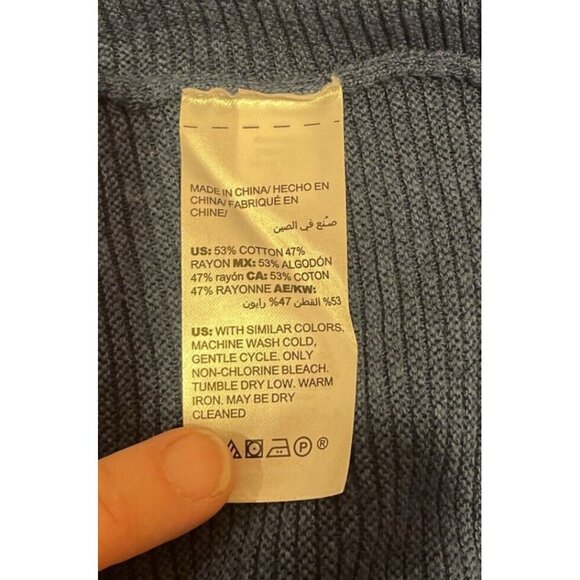 MADE IN CHINA/ HECHO EN
CHINA/ FABRIQUÉ EN
CHINE/
صُنع في الصين
US: 53% COTTON 47%
RAYON MX: 53% ALGODÓN
47% rayón CA: 53% COTON
47% RAYONNE AE/KW:
53% القطن 47% رايون
US: WITH SIMILAR COLORS.
MACHINE WASH COLD,
GENTLE CYCLE. ONLY
NON-CHLORINE BLEACH.
TUMBLE DRY LOW. WARM
IRON. MAY BE DRY
CLEANED
P ®